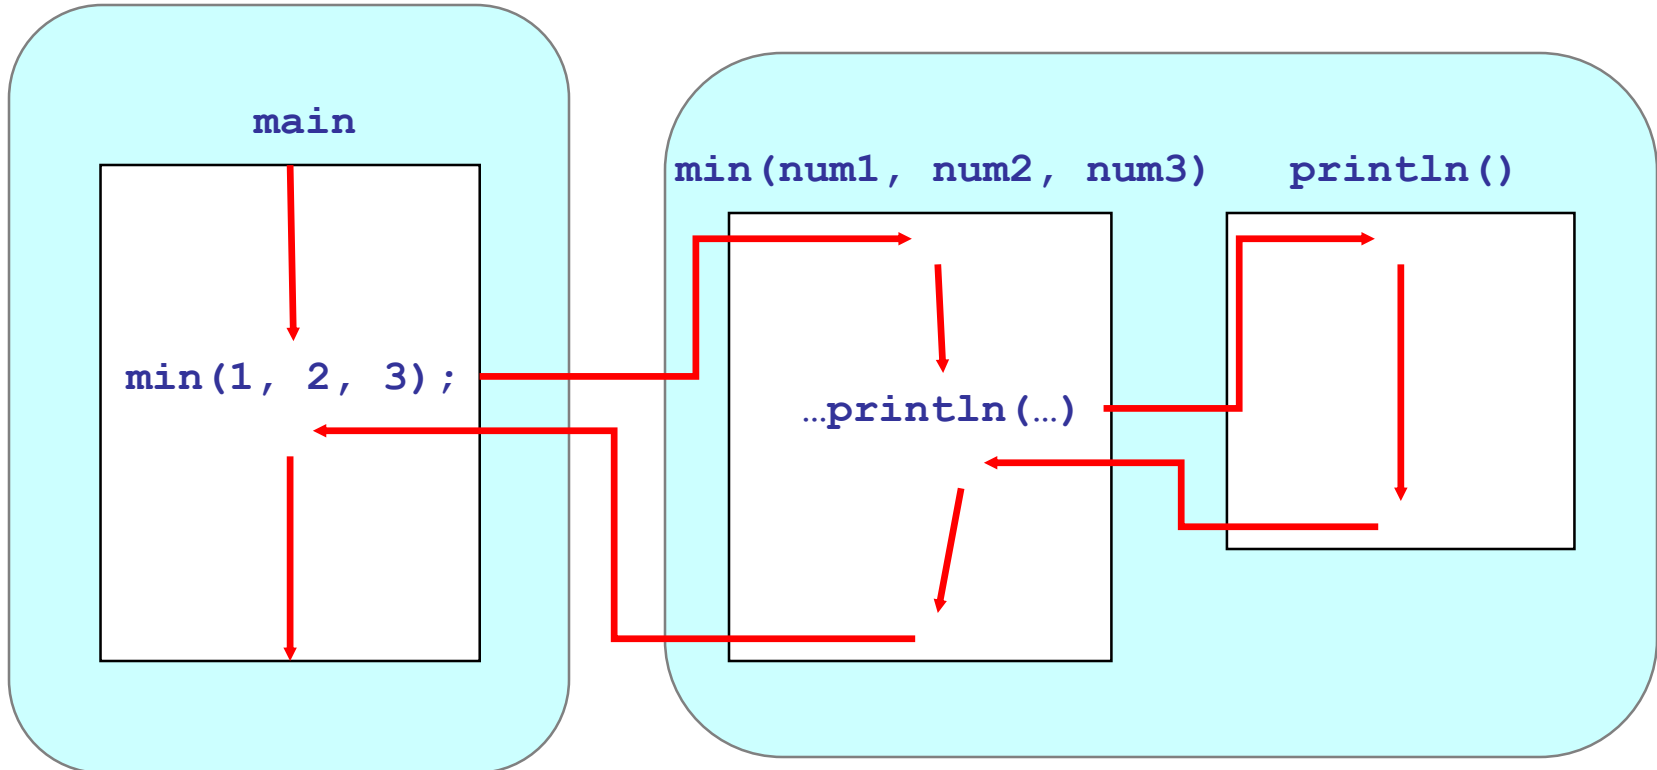 main
min(num1, num2, num3)
println()
min(1, 2, 3);
…println(…)